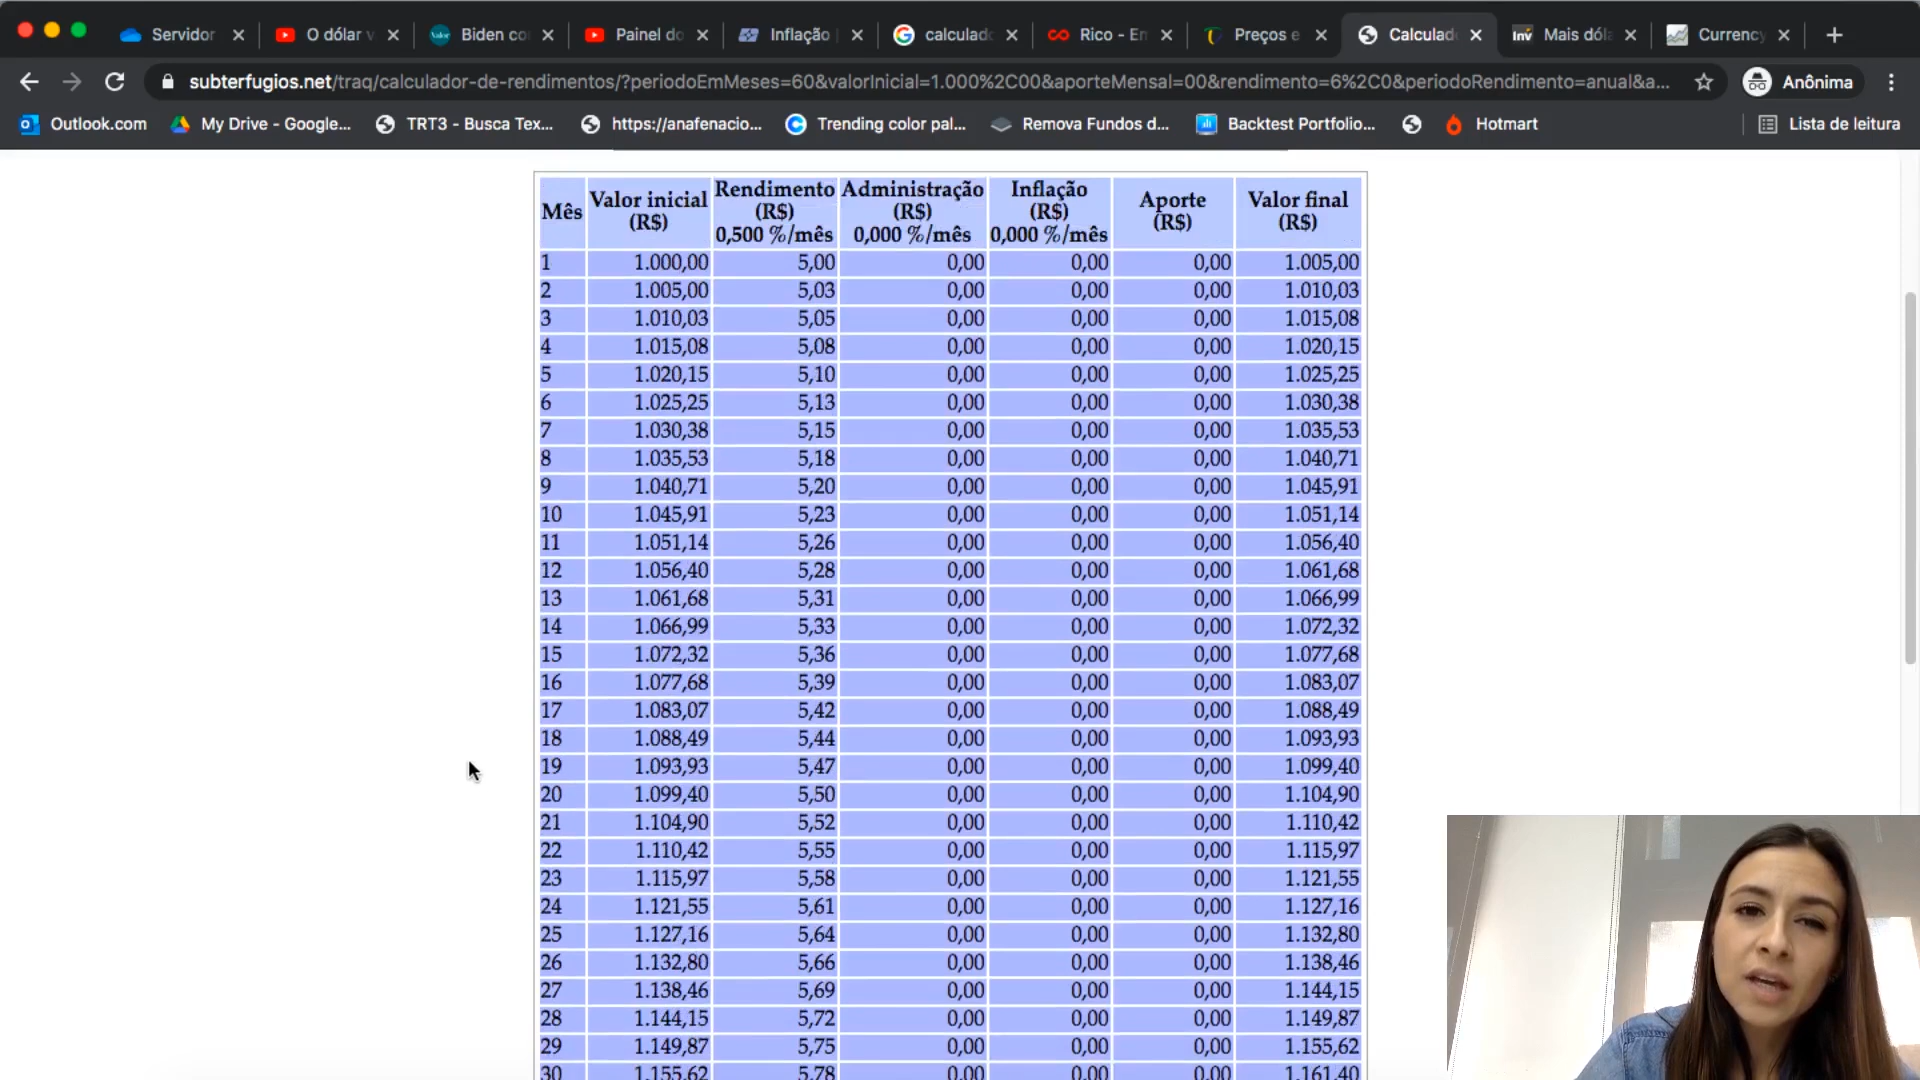 Servidor
O dólar v
Biden co
Painel do
Inflação
calculad
Rico - En
Preços e
Calculad
Mais dól
Currency
subterfugios.net/traq/calculador-de-rendimentos/?periodoEmMeses=60&valorInicial=1.000%2C00&aporteMensal=00&rendimento=6%2C0&periodoRendimento=anual&a...
Anônima
Outlook.com
My Drive - Google...
TRT3 - Busca Tex...
https://anafenacio...
Trending color pal...
Remova Fundos d...
Backtest Portfolio...
Hotmart
Lista de leitura
Mês Valor inicial (R$) Rendimento (R$) 0,500 %/mês Administração (R$) 0,000 %/mês Inflação (R$) 0,000 %/mês Aporte (R$) Valor final (R$)
1 1.000,00 5,00 0,00 0,00 0,00 1.005,00
2 1.005,00 5,03 0,00 0,00 0,00 1.010,03
3 1.010,03 5,05 0,00 0,00 0,00 1.015,08
4 1.015,08 5,08 0,00 0,00 0,00 1.020,15
5 1.020,15 5,10 0,00 0,00 0,00 1.025,25
6 1.025,25 5,13 0,00 0,00 0,00 1.030,38
7 1.030,38 5,15 0,00 0,00 0,00 1.035,53
8 1.035,53 5,18 0,00 0,00 0,00 1.040,71
9 1.040,71 5,20 0,00 0,00 0,00 1.045,91
10 1.045,91 5,23 0,00 0,00 0,00 1.051,14
11 1.051,14 5,26 0,00 0,00 0,00 1.056,40
12 1.056,40 5,28 0,00 0,00 0,00 1.061,68
13 1.061,68 5,31 0,00 0,00 0,00 1.066,99
14 1.066,99 5,33 0,00 0,00 0,00 1.072,32
15 1.072,32 5,36 0,00 0,00 0,00 1.077,68
16 1.077,68 5,39 0,00 0,00 0,00 1.083,07
17 1.083,07 5,42 0,00 0,00 0,00 1.088,49
18 1.088,49 5,44 0,00 0,00 0,00 1.093,93
19 1.093,93 5,47 0,00 0,00 0,00 1.099,40
20 1.099,40 5,50 0,00 0,00 0,00 1.104,90
21 1.104,90 5,52 0,00 0,00 0,00 1.110,42
22 1.110,42 5,55 0,00 0,00 0,00 1.115,97
23 1.115,97 5,58 0,00 0,00 0,00 1.121,55
24 1.121,55 5,61 0,00 0,00 0,00 1.127,16
25 1.127,16 5,64 0,00 0,00 0,00 1.132,80
26 1.132,80 5,66 0,00 0,00 0,00 1.138,46
27 1.138,46 5,69 0,00 0,00 0,00 1.144,15
28 1.144,15 5,72 0,00 0,00 0,00 1.149,87
29 1.149,87 5,75 0,00 0,00 0,00 1.155,62
30 1.155,62 5,78 0,00 0,00 0,00 1.161,40